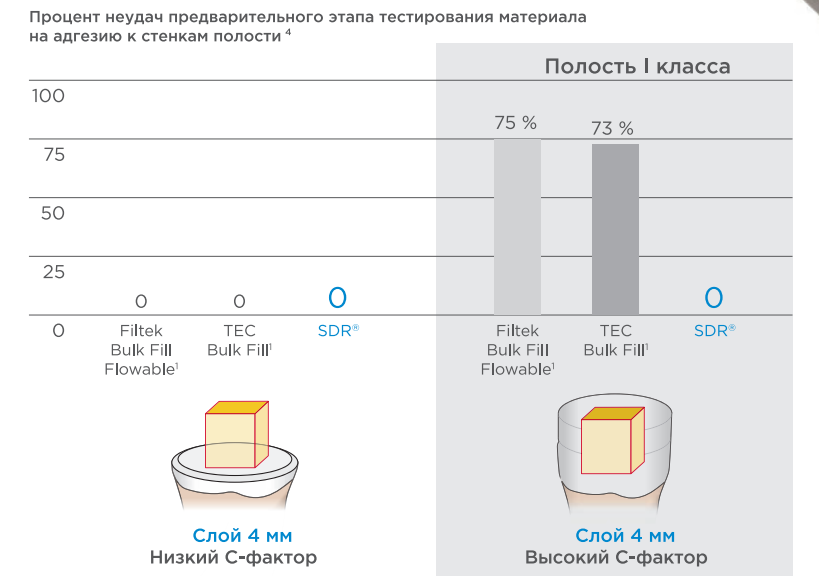 Процент неудач предварительного этапа тестирования материала
на адгезию к стенкам полости ⁴
Полость I класса
100
75
50
25
0
75 %
73 %
0
0
0
0
Filtek
Bulk Fill
Flowable¹
TEC
Bulk Fill¹
SDR®
Filtek
Bulk Fill
Flowable¹
TEC
Bulk Fill¹
SDR®
Слой 4 мм
Низкий С-фактор
Слой 4 мм
Высокий С-фактор